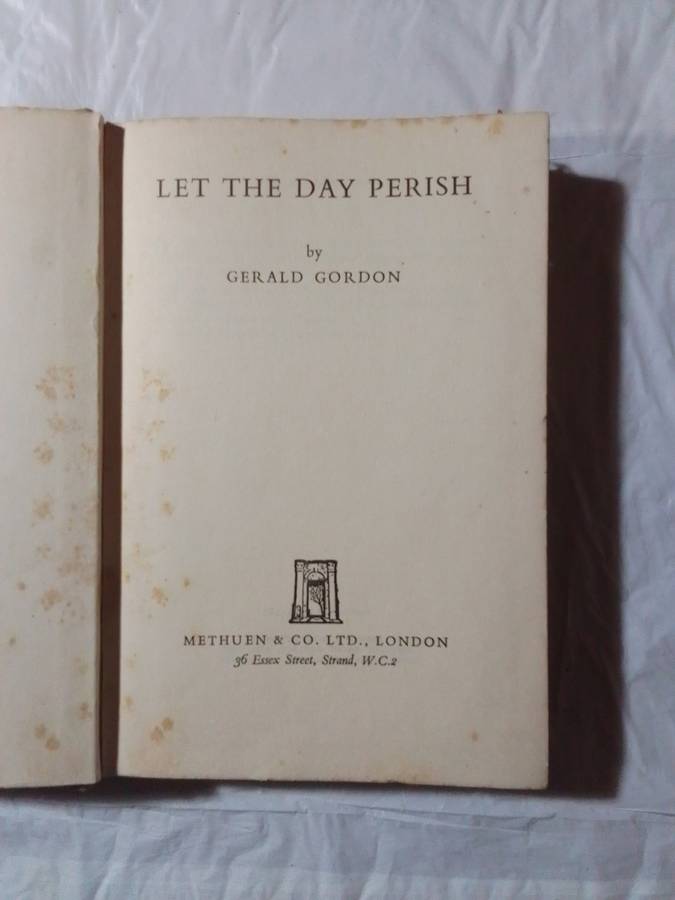 LET THE DAY PERISH
by
GERALD GORDON
METHUEN & CO. LTD., LONDON
36 Essex Street, Strand, W.C.2